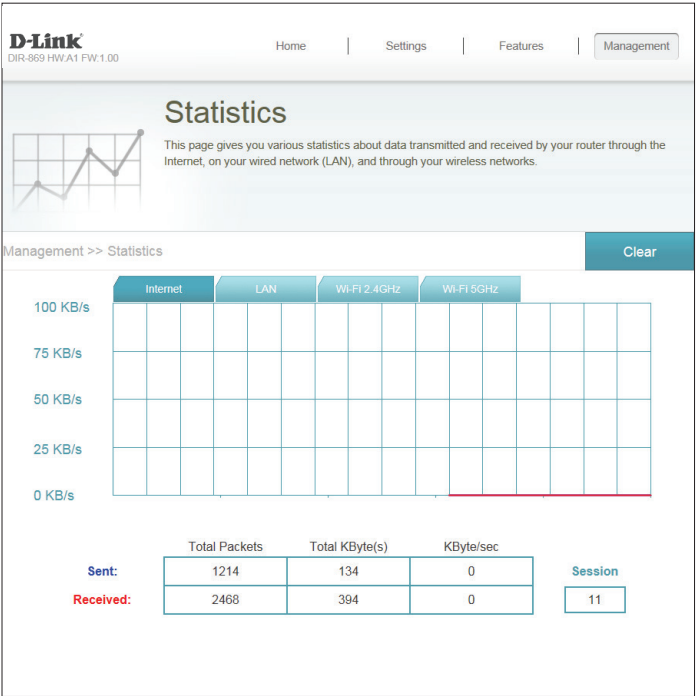 D-Link
DIR-869 HW:A1 FW:1.00
Home Settings Features Management
Statistics
This page gives you various statistics about data transmitted and received by your router through the
Internet, on your wired network (LAN), and through your wireless networks.
Management >> Statistics Clear
Internet LAN Wi-Fi 2.4GHz Wi-Fi 5GHz
100 KB/s
75 KB/s
50 KB/s
25 KB/s
0 KB/s
Total Packets Total KByte(s) KByte/sec
Sent: 1214 134 0 Session
Received: 2468 394 0 11